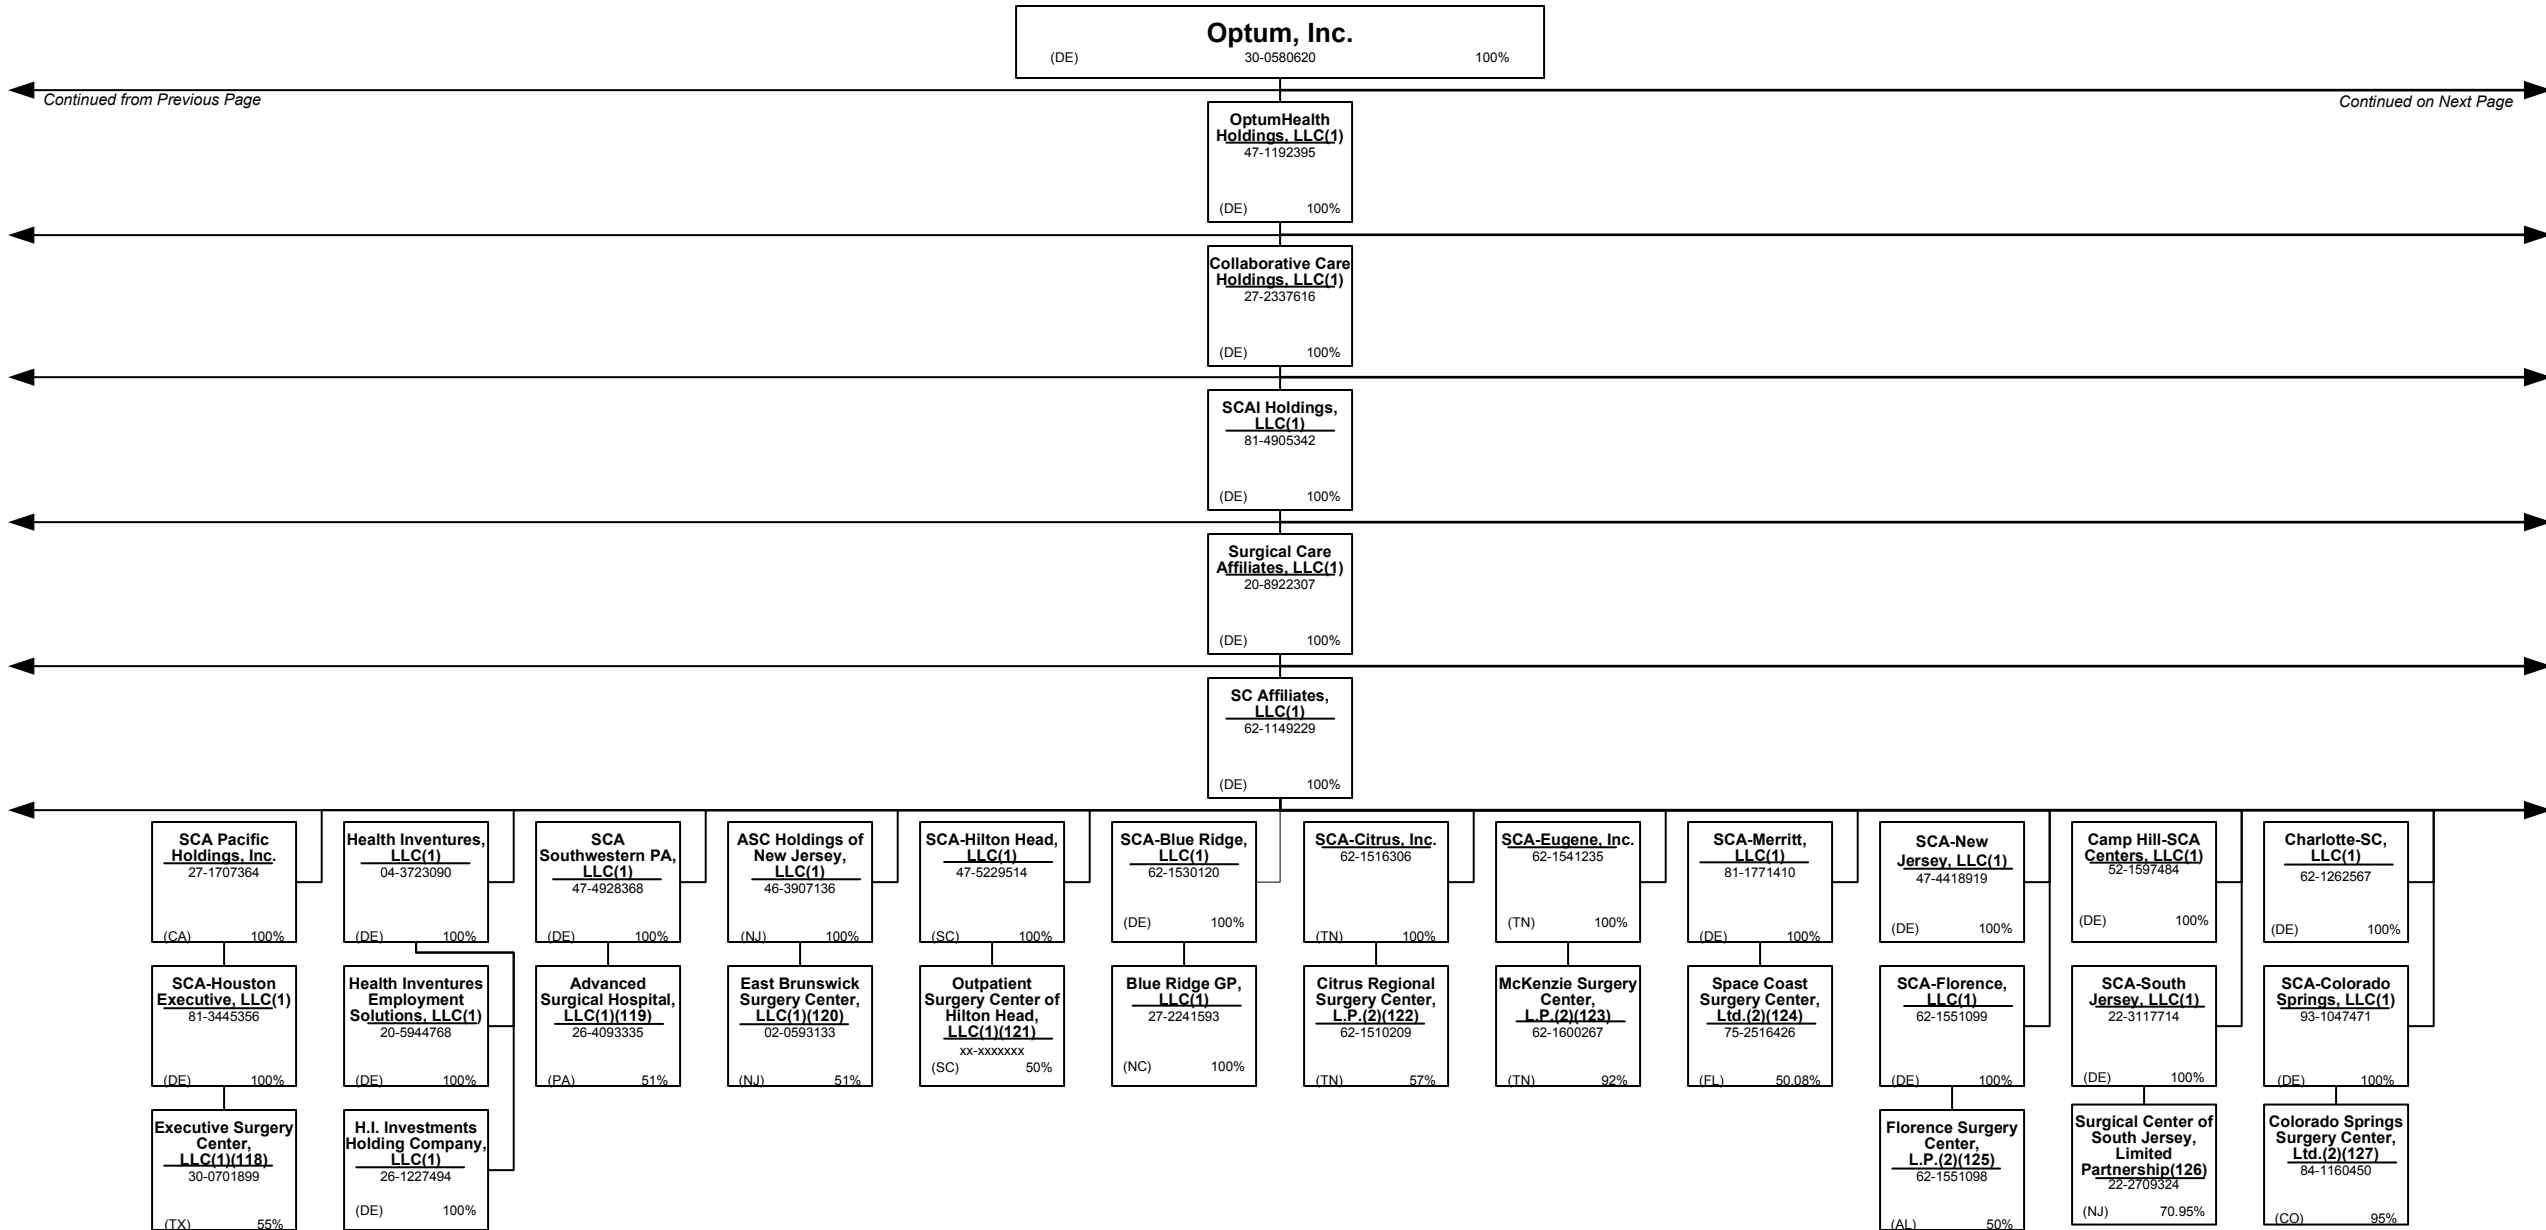 Optum, Inc.
(DE) 30-0580620 100%
Continued from Previous Page
Continued on Next Page
OptumHealth
Holdings, LLC(1)
47-1192395
(DE) 100%
Collaborative Care
Holdings, LLC(1)
27-2337616
(DE) 100%
SCAI Holdings,
LLC(1)
81-4905342
(DE) 100%
Surgical Care
Affiliates, LLC(1)
20-8922307
(DE) 100%
SC Affiliates,
LLC(1)
62-1149229
(DE) 100%
SCA Pacific
Holdings, Inc.
27-1707364
(CA) 100%
Health Inventures,
LLC(1)
04-3723090
(DE) 100%
SCA
Southwestern PA,
LLC(1)
47-4928368
(DE) 100%
ASC Holdings of
New Jersey,
LLC(1)
46-3907136
(NJ) 100%
SCA-Hilton Head,
LLC(1)
47-5229514
(SC) 100%
SCA-Blue Ridge,
LLC(1)
62-1530120
(DE) 100%
SCA-Citrus, Inc.
62-1516306
(TN) 100%
SCA-Eugene, Inc.
62-1541235
(TN) 100%
SCA-Merritt,
LLC(1)
81-1771410
(DE) 100%
SCA-New
Jersey, LLC(1)
47-4418919
(DE) 100%
Camp Hill-SCA
Centers, LLC(1)
52-1597484
(DE) 100%
Charlotte-SC,
LLC(1)
62-1262567
(DE) 100%
SCA-Houston
Executive, LLC(1)
81-3445356
(DE) 100%
Health Inventures
Employment
Solutions, LLC(1)
20-5944768
(DE) 100%
Advanced
Surgical Hospital,
LLC(1)(119)
26-4093335
(PA) 51%
East Brunswick
Surgery Center,
LLC(1)(120)
02-0593133
(NJ) 51%
Outpatient
Surgery Center of
Hilton Head,
LLC(1)(121)
xx-xxxxxxx
(SC) 50%
Blue Ridge GP,
LLC(1)
27-2241593
(NC) 100%
Citrus Regional
Surgery Center,
L.P.(2)(122)
62-1510209
(TN) 57%
McKenzie Surgery
Center,
L.P.(2)(123)
62-1600267
(TN) 92%
Space Coast
Surgery Center,
Ltd.(2)(124)
75-2516426
(FL) 50.08%
SCA-Florence,
LLC(1)
62-1551099
(DE) 100%
SCA-South
Jersey, LLC(1)
22-3117714
(DE) 100%
SCA-Colorado
Springs, LLC(1)
93-1047471
(DE) 100%
Executive Surgery
Center,
LLC(1)(118)
30-0701899
(TX) 55%
H.I. Investments
Holding Company,
LLC(1)
26-1227494
(DE) 100%
Florence Surgery
Center,
L.P.(2)(125)
62-1551098
(AL) 50%
Surgical Center of
South Jersey,
Limited
Partnership(126)
22-2709324
(NJ) 70.95%
Colorado Springs
Surgery Center,
Ltd.(2)(127)
84-1160450
(CO) 95%